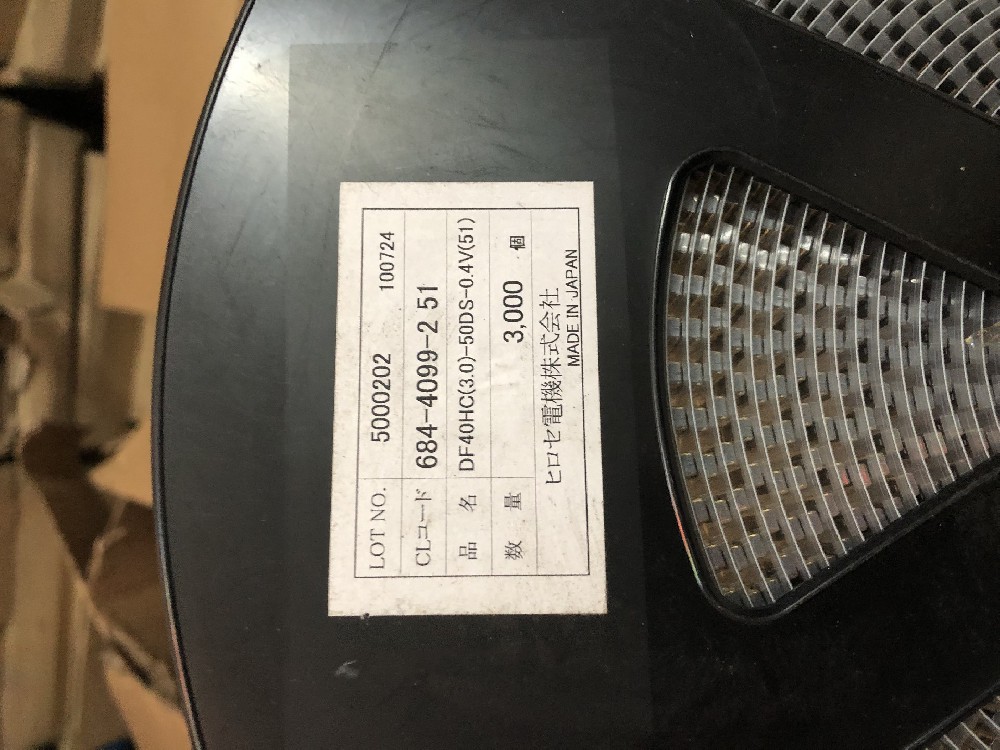 LOT NO. 5000202 100724
CLコード 684-4099-2 51
品 名 DF40HC(3.0)-50DS-0.4V(51)
数 量 3,000 個
ヒロセ電機株式会社
MADE IN JAPAN